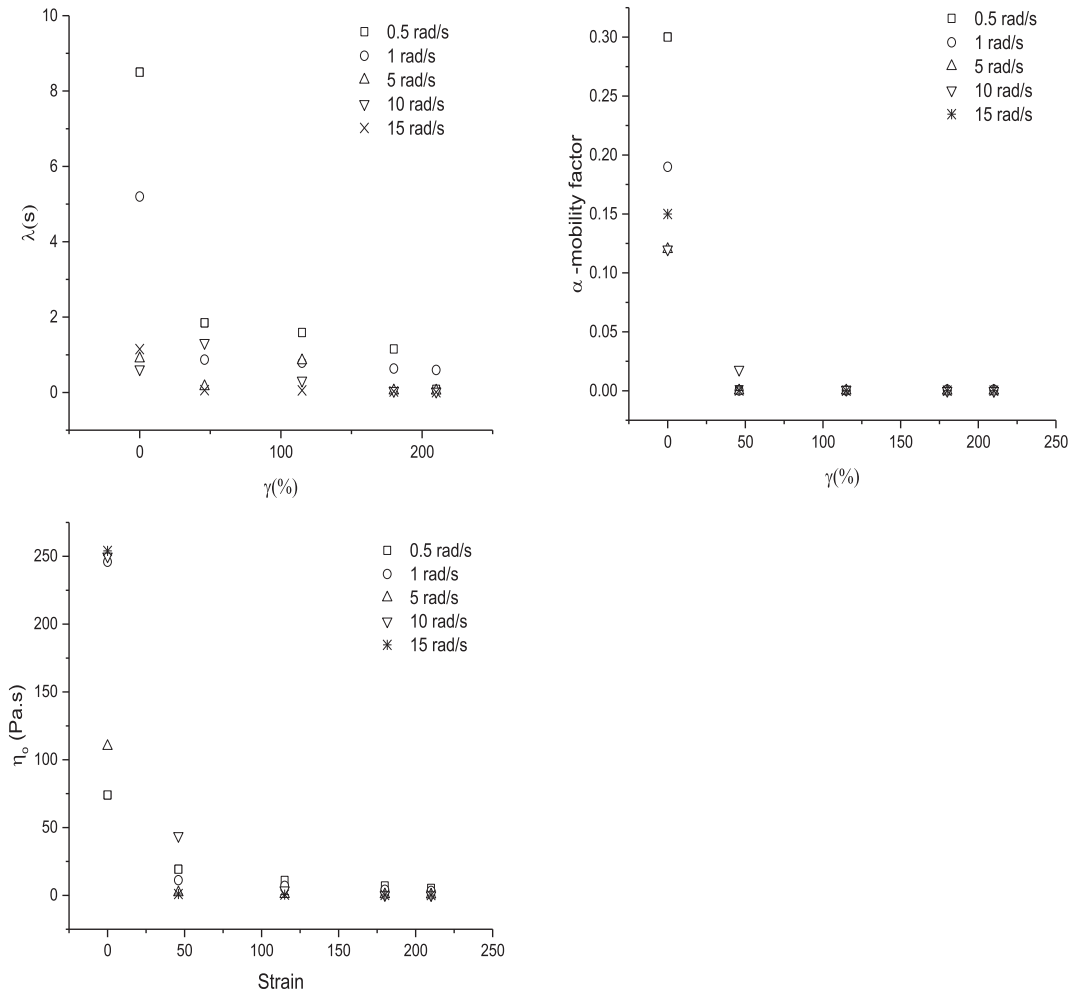 10
8
6
4
2
0
λ(s)
0
100
200
γ(%)
0.5 rad/s
1 rad/s
5 rad/s
10 rad/s
15 rad/s
0.30
0.25
0.20
0.15
0.10
0.05
0.00
α -mobility factor
0
50
100
150
200
250
γ(%)
0.5 rad/s
1 rad/s
5 rad/s
10 rad/s
15 rad/s
250
200
150
100
50
0
ηo (Pa.s)
0
50
100
150
200
250
Strain
0.5 rad/s
1 rad/s
5 rad/s
10 rad/s
15 rad/s